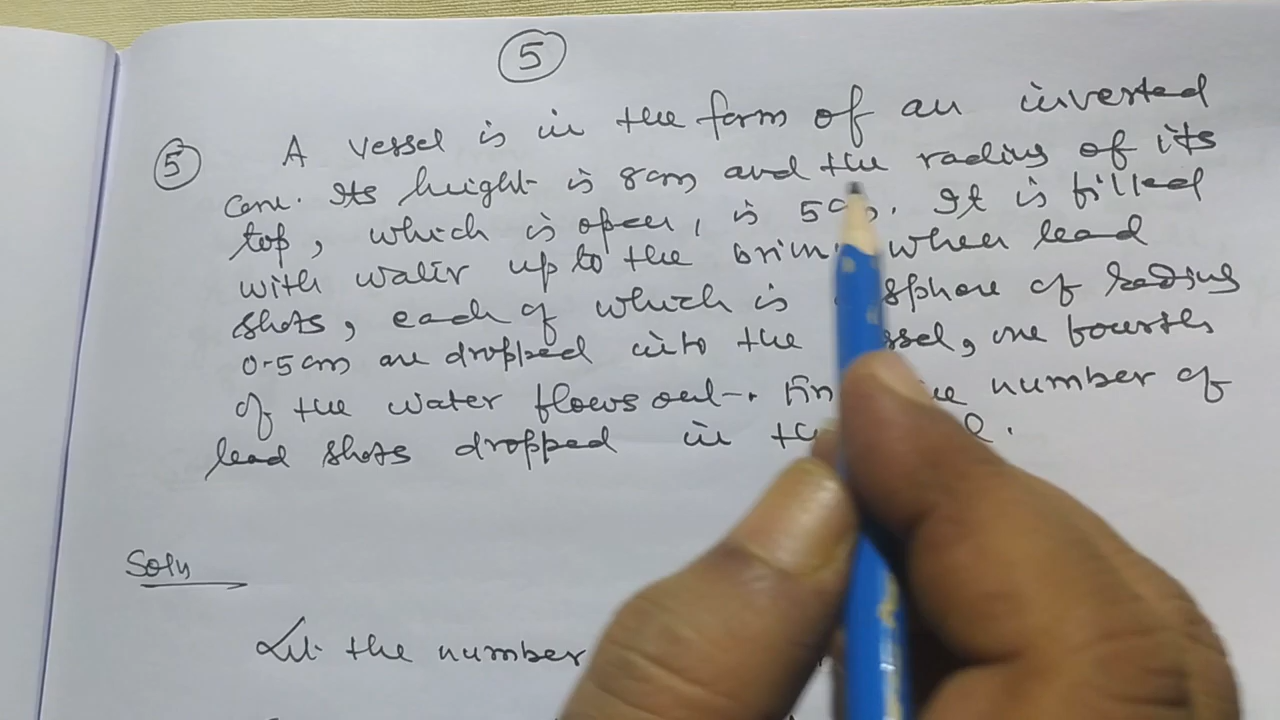 5
5 A vessel is in the form of an inverted
cone. Its height is 8cm and the radius of its
top, which is open, is 5cm. It is filled
with water up to the brim. when lead
shots, each of which is sphere of radius
0.5cm are dropped into the vessel, one fourth
of the water flows out. number of
lead shots dropped in
Soln
Let the number